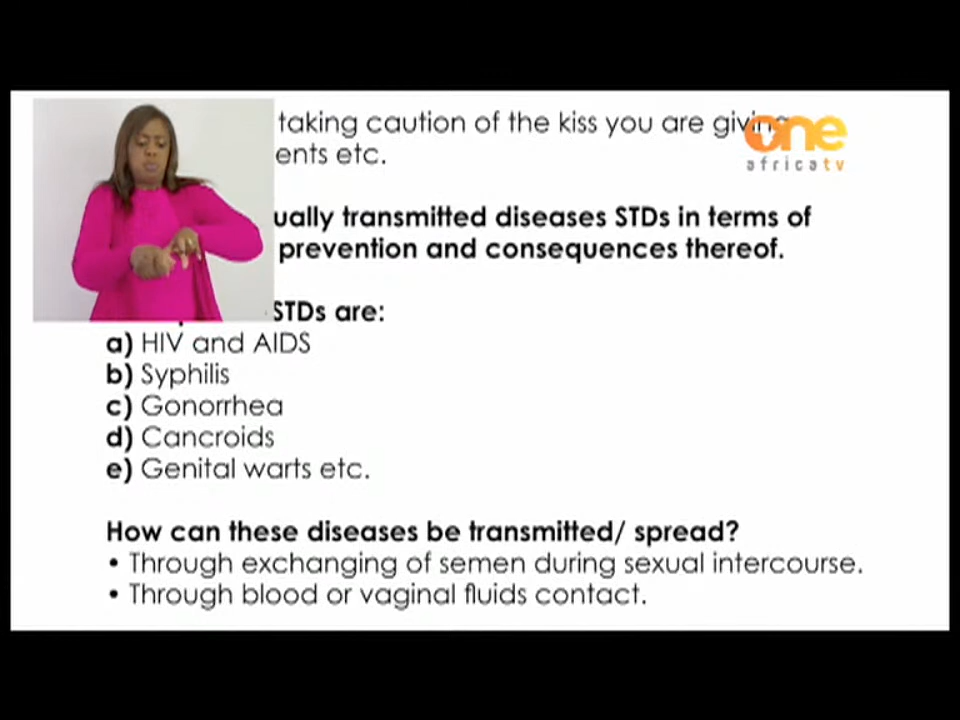 taking caution of the kiss you are giving
ents etc.
one
africatv
ually transmitted diseases STDs in terms of
prevention and consequences thereof.
STDs are:
a) HIV and AIDS
b) Syphilis
c) Gonorrhea
d) Cancroids
e) Genital warts etc.
How can these diseases be transmitted/ spread?
• Through exchanging of semen during sexual intercourse.
• Through blood or vaginal fluids contact.